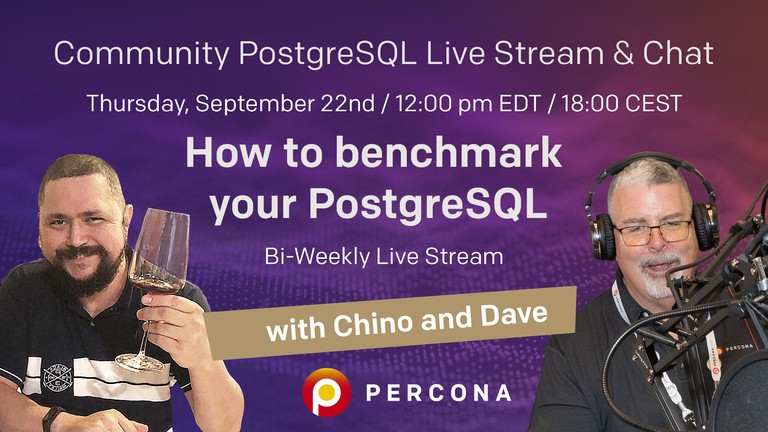 Community PostgreSQL Live Stream & Chat
Thursday, September 22nd / 12:00 pm EDT / 18:00 CEST
How to benchmark
your PostgreSQL
Bi-Weekly Live Stream
with Chino and Dave
PERCONA
PERCONA